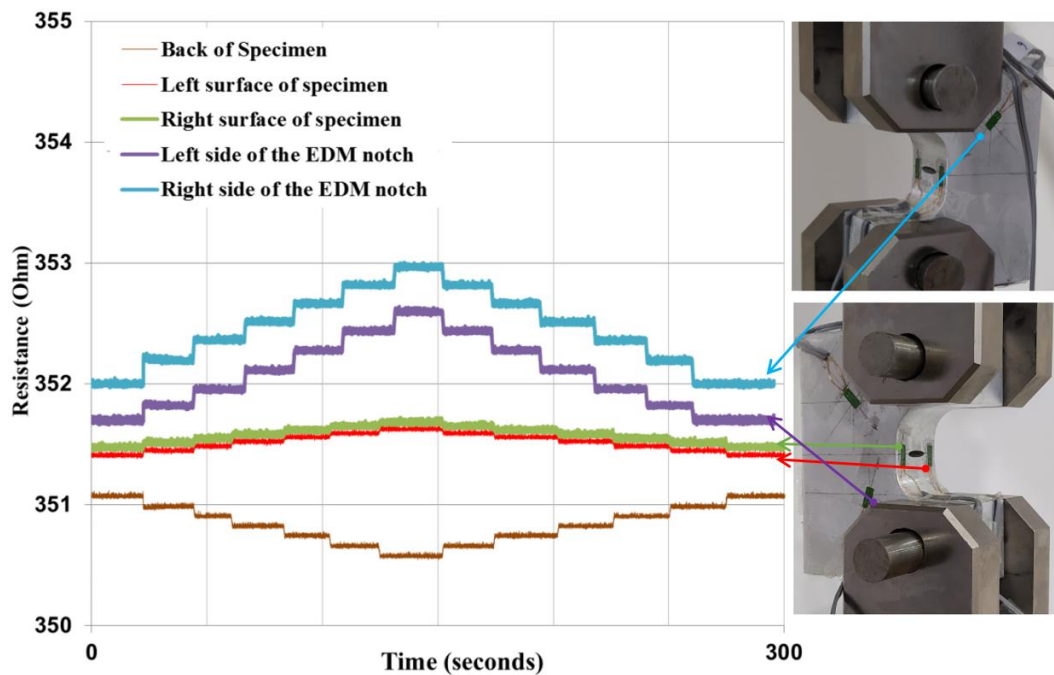 355
Back of Specimen
Left surface of specimen
Right surface of specimen
Left side of the EDM notch
Right side of the EDM notch
354
353
352
351
350
Resistance (Ohm)
0
300
Time (seconds)